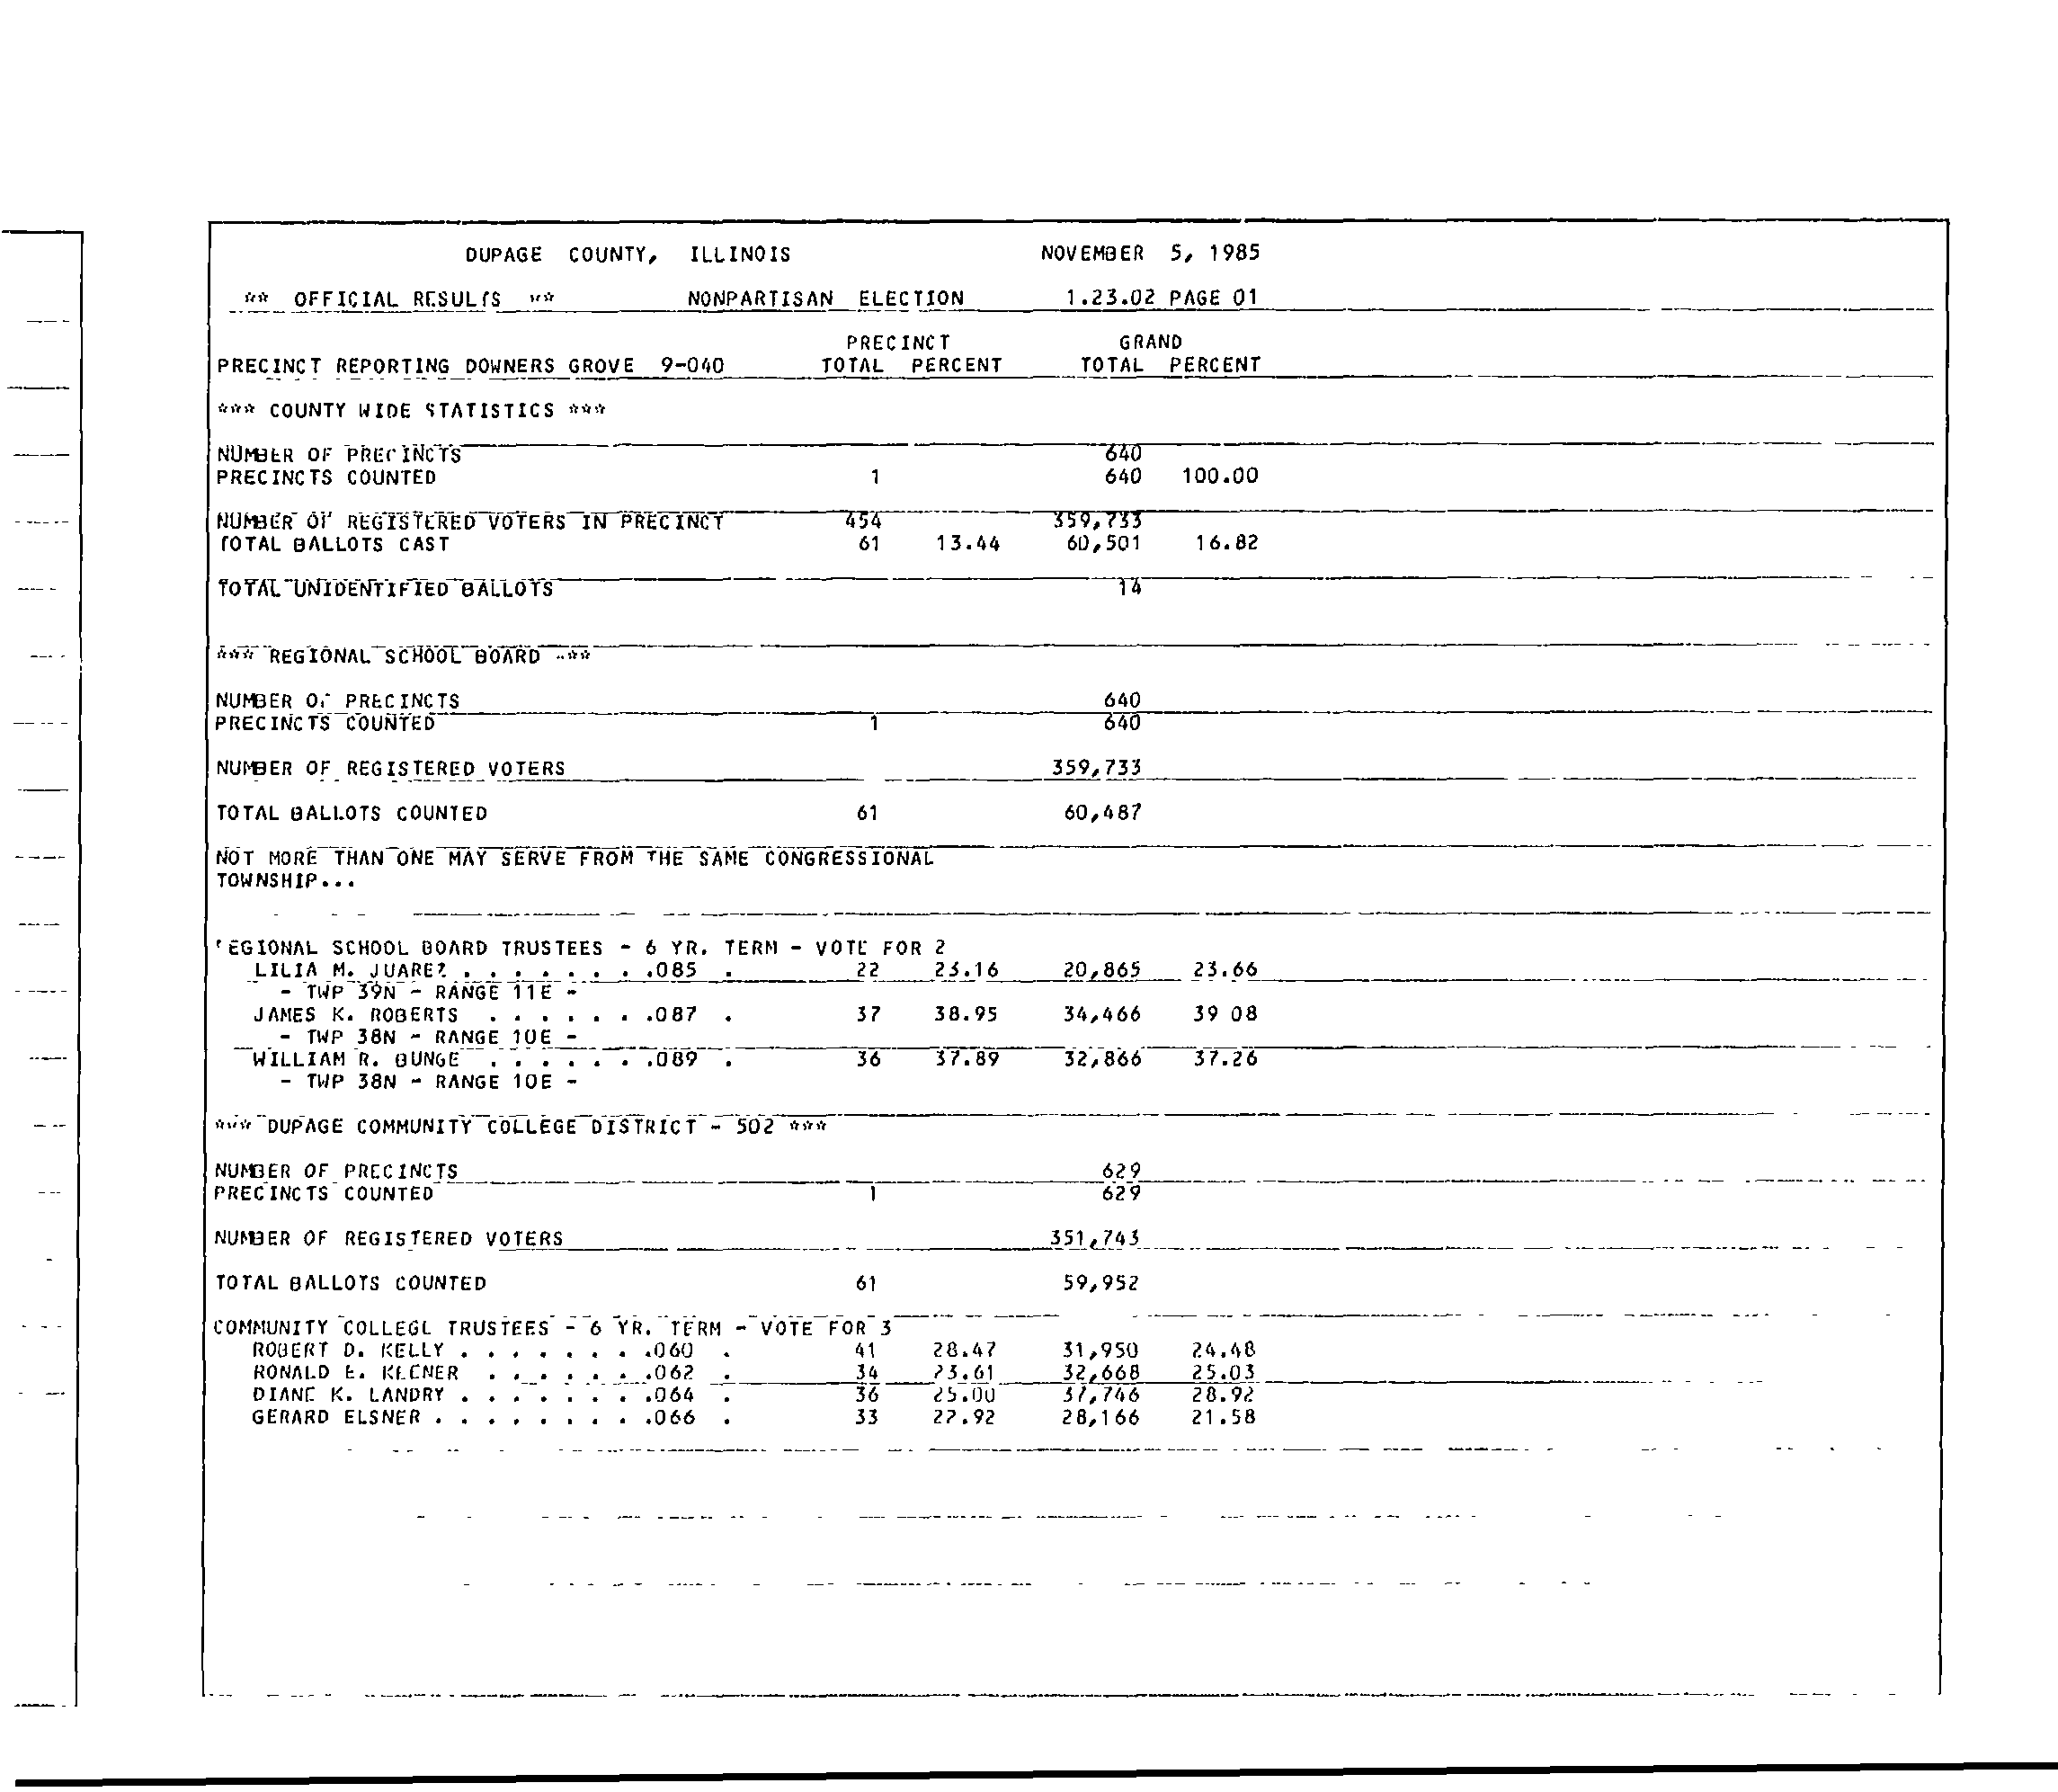 DUPAGE COUNTY, ILLINOIS NOVEMBER 5, 1985
** OFFICIAL RESULTS ** NONPARTISAN ELECTION 1.23.02 PAGE 01
PRECINCT GRAND
PRECINCT REPORTING DOWNERS GROVE 9-040 TOTAL PERCENT TOTAL PERCENT
*** COUNTY WIDE STATISTICS ***
NUMBER OF PRECINCTS 640
PRECINCTS COUNTED 1 640 100.00
NUMBER OF REGISTERED VOTERS IN PRECINCT 454 359,733
TOTAL BALLOTS CAST 61 13.44 60,501 16.82
TOTAL UNIDENTIFIED BALLOTS 14
*** REGIONAL SCHOOL BOARD ***
NUMBER OF PRECINCTS 640
PRECINCTS COUNTED 1 640
NUMBER OF REGISTERED VOTERS 359,733
TOTAL BALLOTS COUNTED 61 60,487
NOT MORE THAN ONE MAY SERVE FROM THE SAME CONGRESSIONAL
TOWNSHIP...
REGIONAL SCHOOL BOARD TRUSTEES - 6 YR. TERM - VOTE FOR 2
LILIA M. JUAREZ . . . . . . . .085 . 22 23.16 20,865 23.66
- TWP 39N - RANGE 11E -
JAMES K. ROBERTS . . . . . . .087 . 37 38.95 34,466 39 08
- TWP 38N - RANGE 10E -
WILLIAM R. BUNGE . . . . . . .089 . 36 37.89 32,866 37.26
- TWP 38N - RANGE 10E -
*** DUPAGE COMMUNITY COLLEGE DISTRICT - 502 ***
NUMBER OF PRECINCTS 629
PRECINCTS COUNTED 1 629
NUMBER OF REGISTERED VOTERS 351,743
TOTAL BALLOTS COUNTED 61 59,952
COMMUNITY COLLEGE TRUSTEES - 6 YR. TERM - VOTE FOR 3
ROBERT D. KELLY . . . . . . . .060 . 41 28.47 31,950 24.48
RONALD E. KEENER . . . . . . .062 . 34 23.61 32,668 25.03
DIANE K. LANDRY . . . . . . . .064 . 36 25.00 37,746 28.92
GERARD ELSNER . . . . . . . . .066 . 33 22.92 28,166 21.58